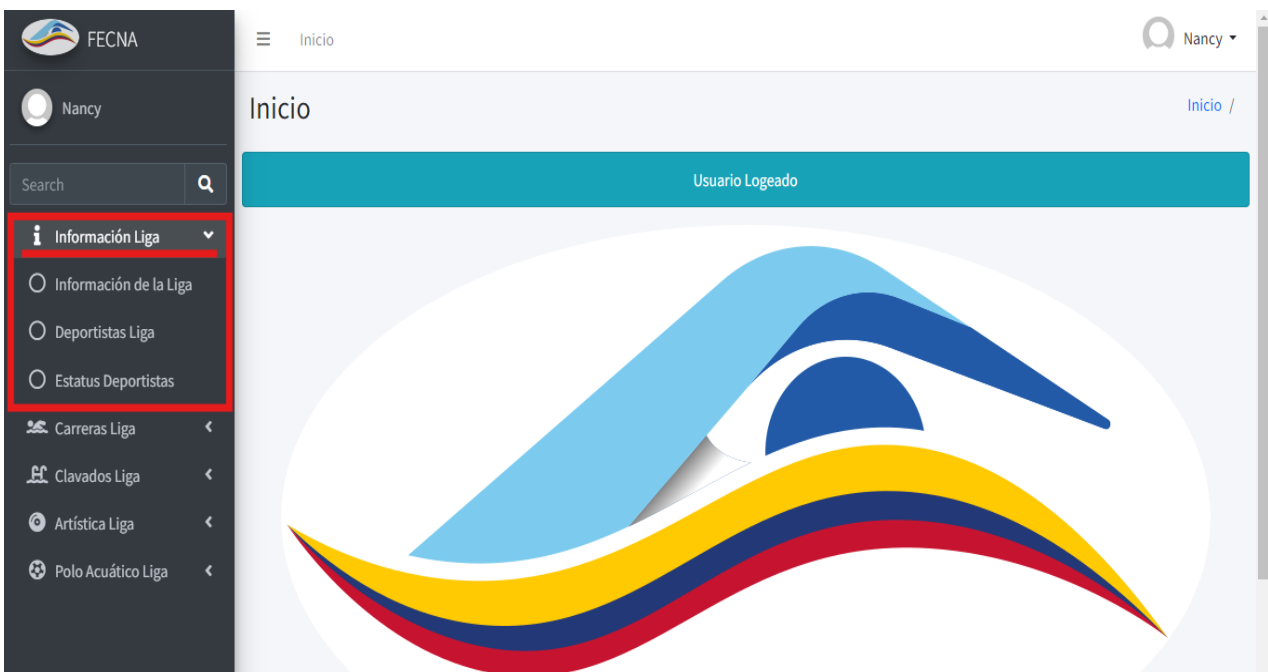 FECNA
Inicio
Nancy
Nancy
Inicio
Inicio /
Search
Usuario Logeado
Información Liga
Información de la Liga
Deportistas Liga
Estatus Deportistas
Carreras Liga
Clavados Liga
Artística Liga
Polo Acuático Liga